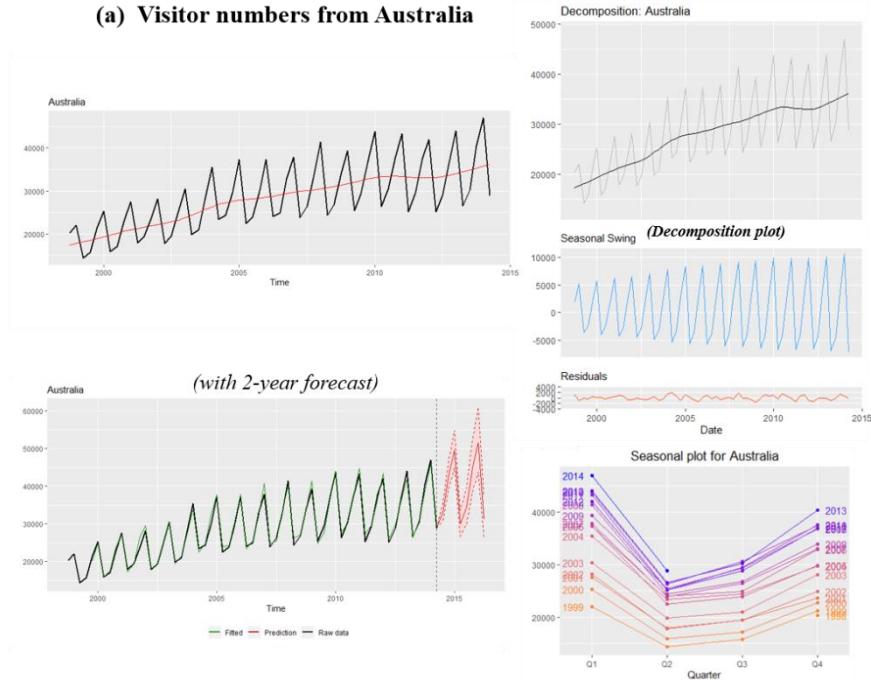 (a) Visitor numbers from Australia
Australia
40000
30000
20000
2000
2005
2010
2015
Time
(with 2-year forecast)
Australia
60000
50000
40000
30000
20000
2000
2005
2010
2015
Time
Fitted
Prediction
Raw data
Decomposition: Australia
50000
40000
30000
20000
Seasonal Swing
(Decomposition plot)
10000
5000
0
-5000
Residuals
4000
2000
0
-2000
-4000
2000
2005
2010
2015
Date
Seasonal plot for Australia
40000
30000
20000
2014
2009
2004
2003
2002
2001
2000
1999
2013
2009
2003
2002
2000
1998
Q1
Q2
Q3
Q4
Quarter